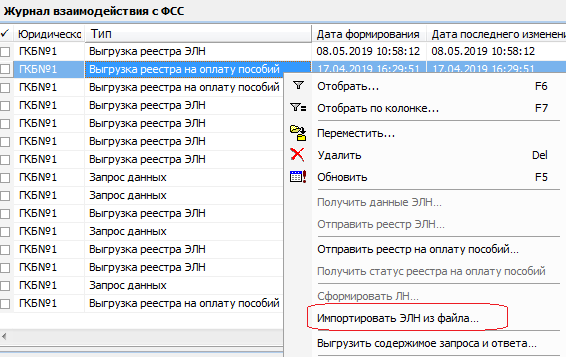 Журнал взаимодействия с ФСС
Юридическо Тип Дата формирования Дата последнего изменени
ГКБ№1 Выгрузка реестра ЭЛН 08.05.2019 10:58:12 08.05.2019 10:58:12
ГКБ№1 Выгрузка реестра на оплату пособий 17.04.2019 16:29:51 17.04.2019 16:29:51
ГКБ№1 Выгрузка реестра на оплату пособий
ГКБ№1 Выгрузка реестра на оплату пособий
ГКБ№1 Выгрузка реестра ЭЛН
ГКБ№1 Выгрузка реестра ЭЛН
ГКБ№1 Запрос данных
ГКБ№1 Запрос данных
ГКБ№1 Запрос данных
ГКБ№1 Выгрузка реестра ЭЛН
ГКБ№1 Запрос данных
ГКБ№1 Выгрузка реестра ЭЛН
ГКБ№1 Выгрузка реестра ЭЛН
ГКБ№1 Запрос данных
ГКБ№1 Выгрузка реестра на оплату пособий
Отобрать... F6
Отобрать по колонке... F7
Переместить...
Удалить Del
Обновить F5
Получить данные ЭЛН...
Отправить реестр ЭЛН...
Отправить реестр на оплату пособий...
Получить статус реестра на оплату пособий
Сформировать ЛН...
Импортировать ЭЛН из файла...
Выгрузить содержимое запроса и ответа...